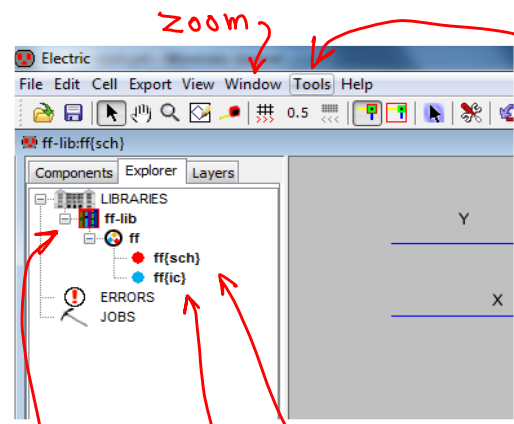 zoom
Electric
File Edit Cell Export View Window Tools Help
0.5
ff-lib:ff{sch}
Components Explorer Layers
LIBRARIES
ff-lib
ff
ff{sch}
ff{ic}
ERRORS
JOBS
Y
X